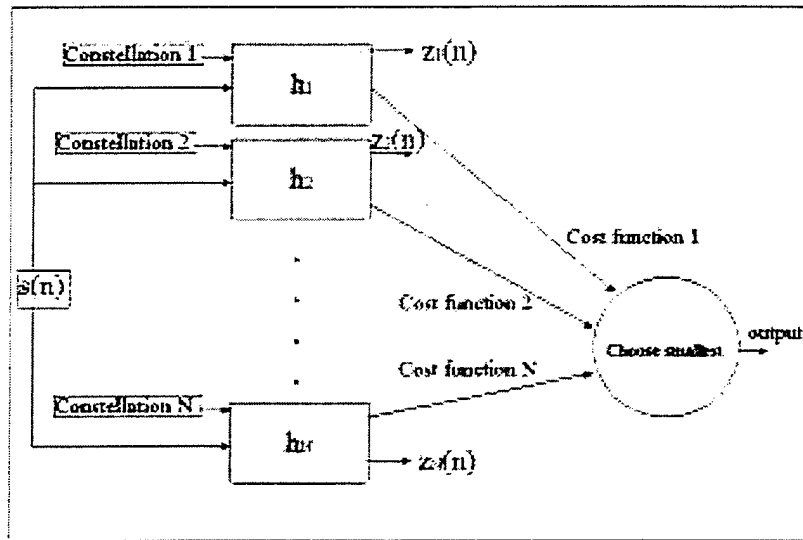 Constellation 1
z1(n)
h1
Constellation 2
z2(n)
h2
Cost function 1
s(n)
Cost function 2
Choose smallest
output
Cost function N
Constellation N
hN
zN(n)